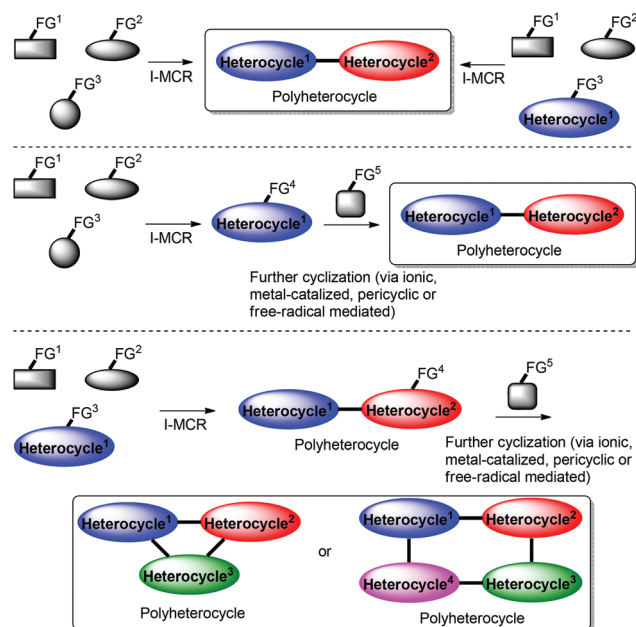 FG1 FG2 FG1 FG2
I-MCR Heterocycle1 Heterocycle2 I-MCR
FG3 FG3
Polyheterocycle
Heterocycle1
FG1 FG2 FG4 FG5
I-MCR Heterocycle1 Heterocycle1 Heterocycle2
FG3 Polyheterocycle
Further cyclization (via ionic,
metal-catalized, pericyclic or
free-radical mediated)
FG1 FG2 FG4 FG5
FG3
I-MCR Heterocycle1 Heterocycle2
Heterocycle1 Polyheterocycle
Further cyclization (via ionic,
metal-catalized, pericyclic or
free-radical mediated)
Heterocycle1 Heterocycle2 Heterocycle1 Heterocycle2
or
Heterocycle3 Heterocycle4 Heterocycle3
Polyheterocycle Polyheterocycle